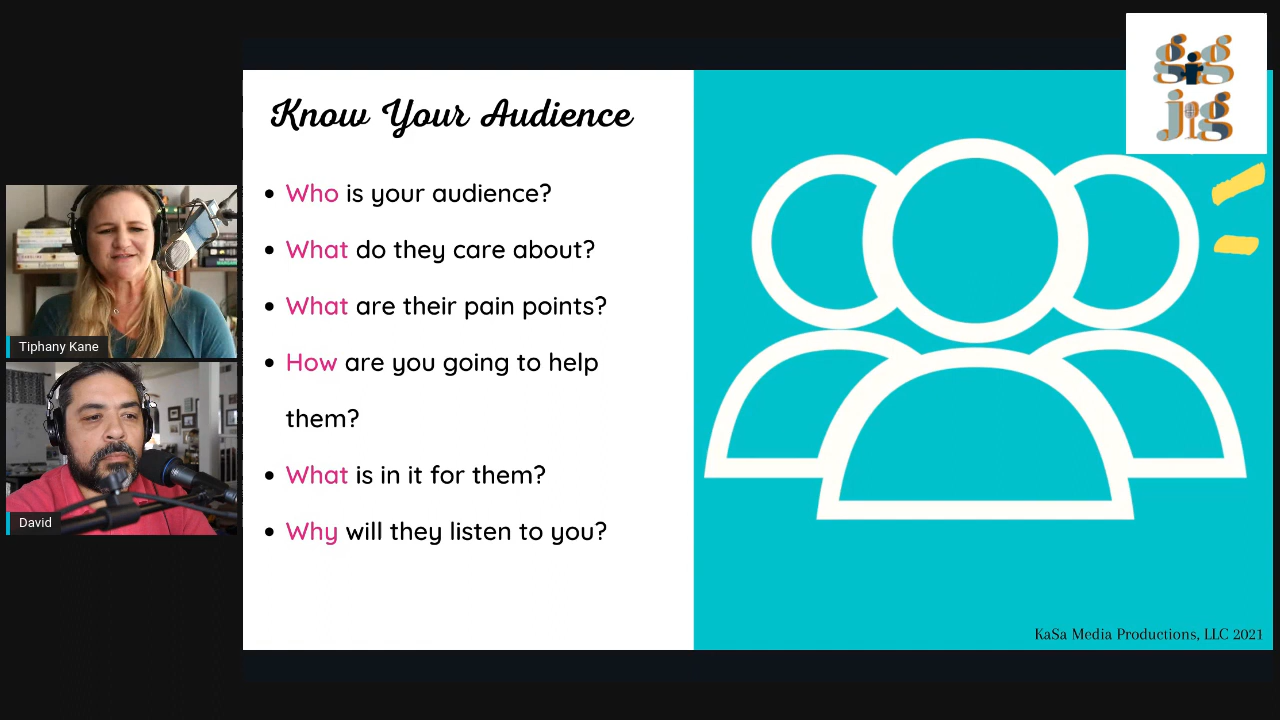 gig
jig
Know Your Audience
Who is your audience?
What do they care about?
What are their pain points?
How are you going to help
them?
What is in it for them?
Why will they listen to you?
Tiphany Kane
David
KaSa Media Productions, LLC 2021